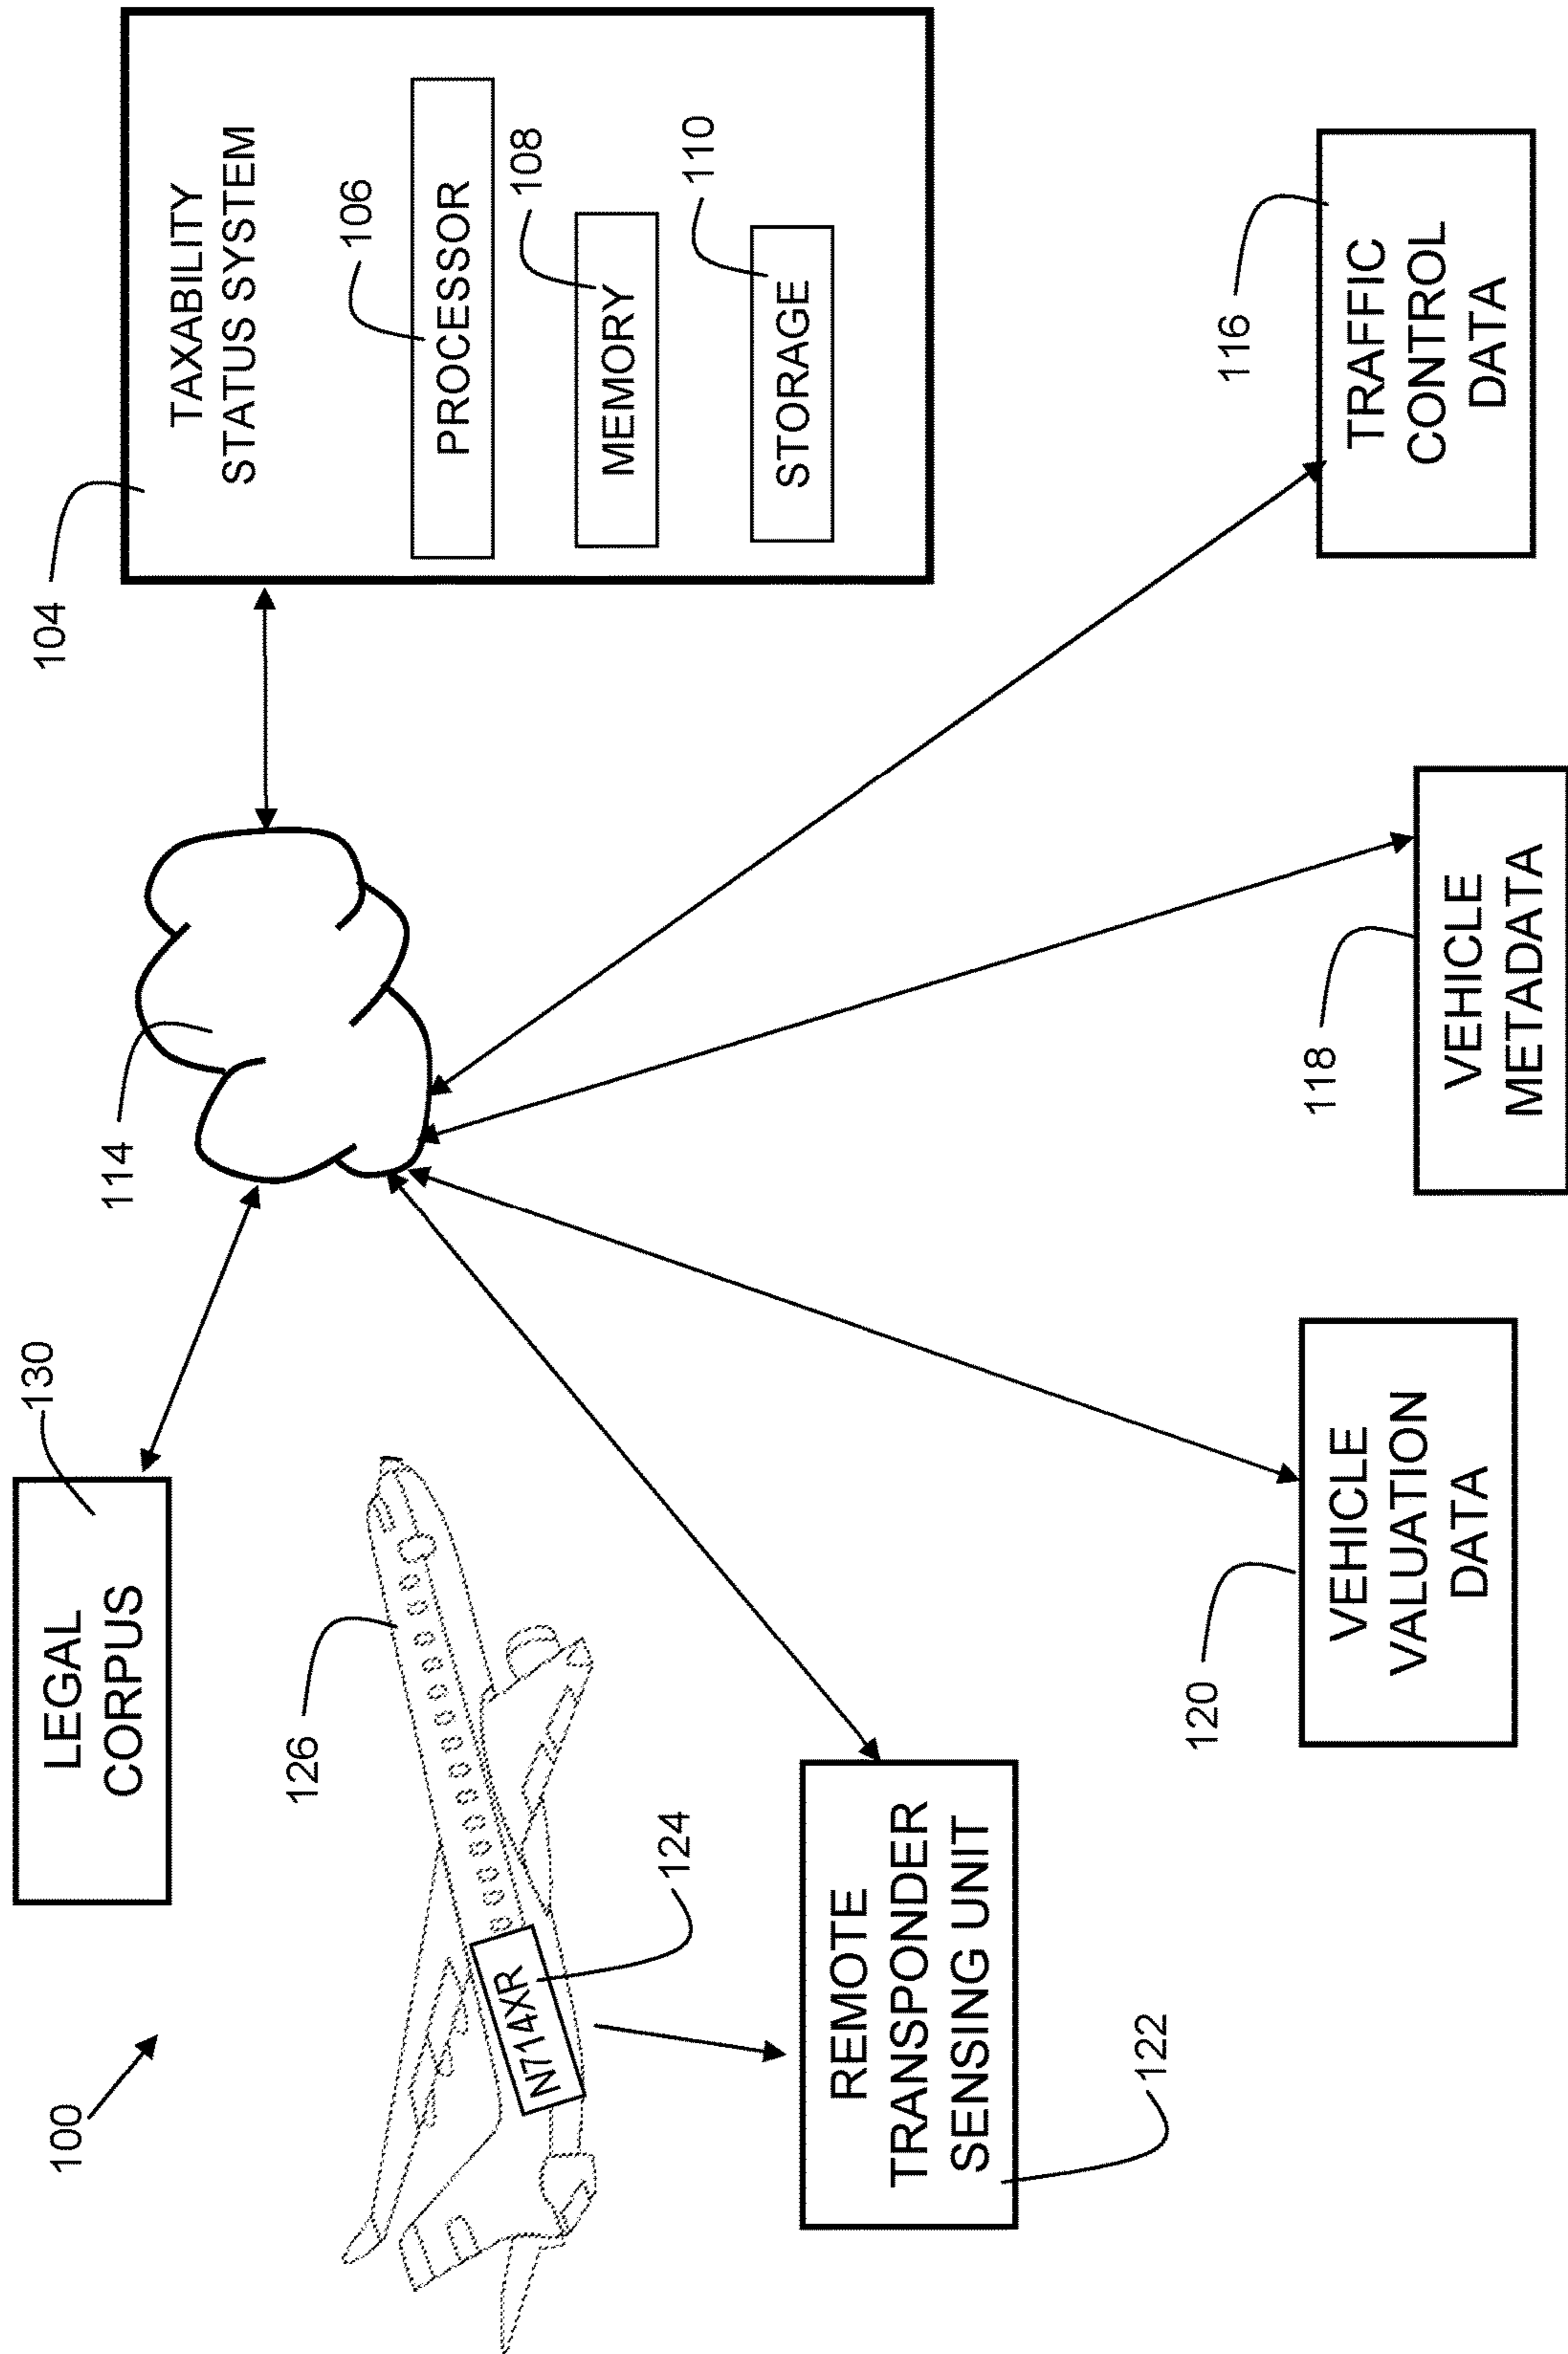 100
LEGAL
CORPUS
130
114
104
TAXABILITY
STATUS SYSTEM
106
PROCESSOR
108
MEMORY
110
STORAGE
126
N714XR
124
REMOTE
TRANSPONDER
SENSING UNIT
122
120
VEHICLE
VALUATION
DATA
118
VEHICLE
METADATA
116
TRAFFIC
CONTROL
DATA